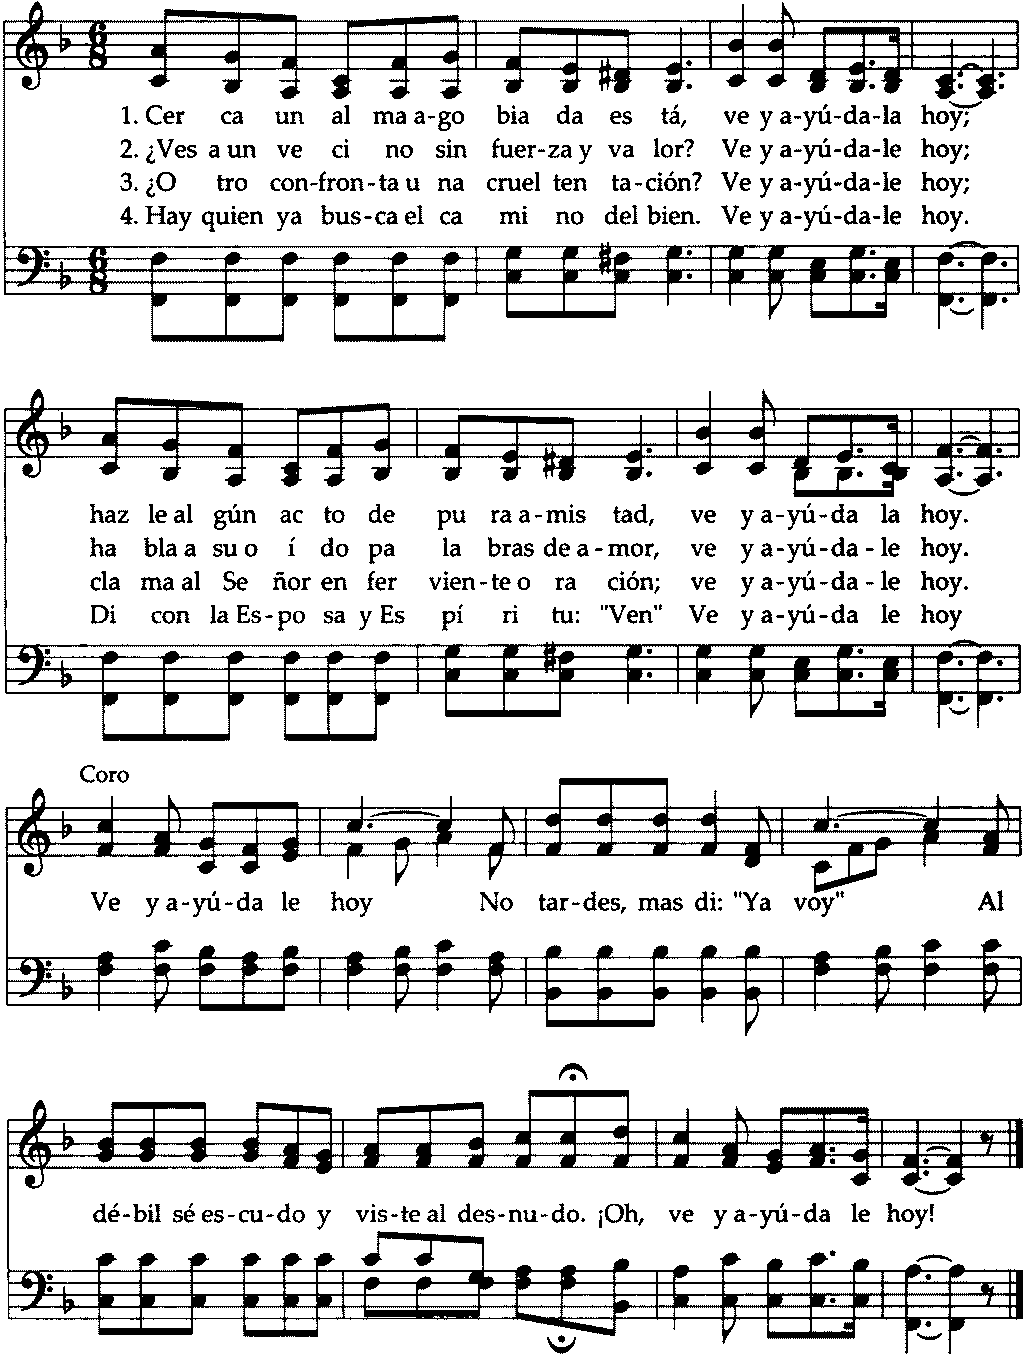 1. Cer ca un al ma a-go bia da es tá, ve y a-yú-da-la hoy;
2. ¿Ves a un ve ci no sin fuer-za y va lor? Ve y a-yú-da-le hoy;
3. ¿O tro con-fron-ta u na cruel ten tación? Ve y a-yú-da-le hoy;
4. Hay quien ya bus-ca el ca mi no del bien. Ve y a-yú-da-le hoy.
haz le al gún ac to de pu ra a-mis tad, ve y a-yú-da la hoy.
ha bla a su o í do pa la bras de a-mor, ve y a-yú-da-le hoy.
cla ma al Se ñor en fer vien-te o ra ción; ve y a-yú-da-le hoy.
Di con la Es-po sa y Es pí ri tu: "Ven" Ve y a-yú-da-le hoy
Coro
Ve y a-yú-da le hoy No tar-des, mas di: "Ya voy" Al
dé-bil sé es-cu-do y vis-te al des-nu-do. ¡Oh, ve y a-yú-da le hoy!